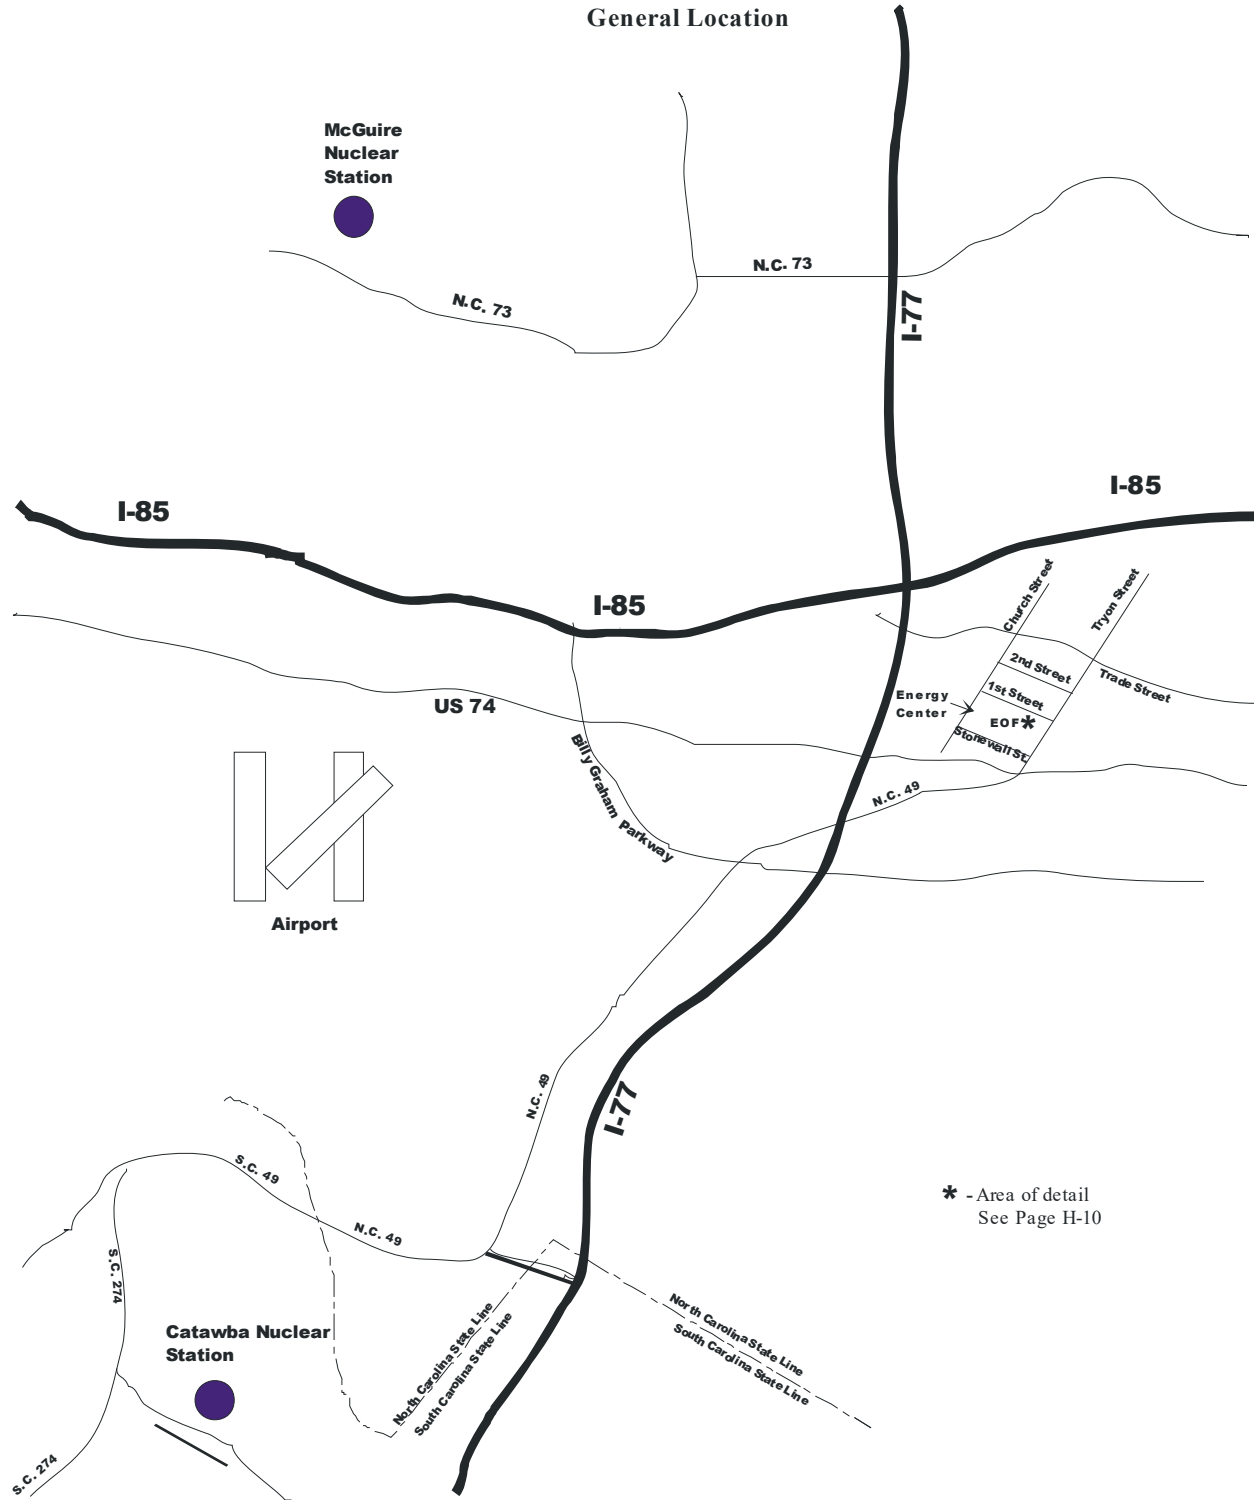 General Location
McGuire
Nuclear
Station
N.C. 73
N.C. 73
I-77
I-85
I-85
I-85
Church Street
Tryon Street
2nd Street
Trade Street
1st Street
Energy
Center
EOF*
Stonewall St.
US 74
Billy Graham Parkway
N.C. 49
Airport
N.C. 49
I-77
S.C. 49
N.C. 49
* - Area of detail
See Page H-10
S.C. 274
Catawba Nuclear
Station
North Carolina State Line
South Carolina State Line
North Carolina State Line
South Carolina State Line
S.C. 274